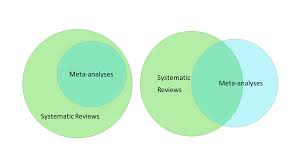 Meta-analyses
Systematic Reviews
Systematic
Reviews
Meta-analyses